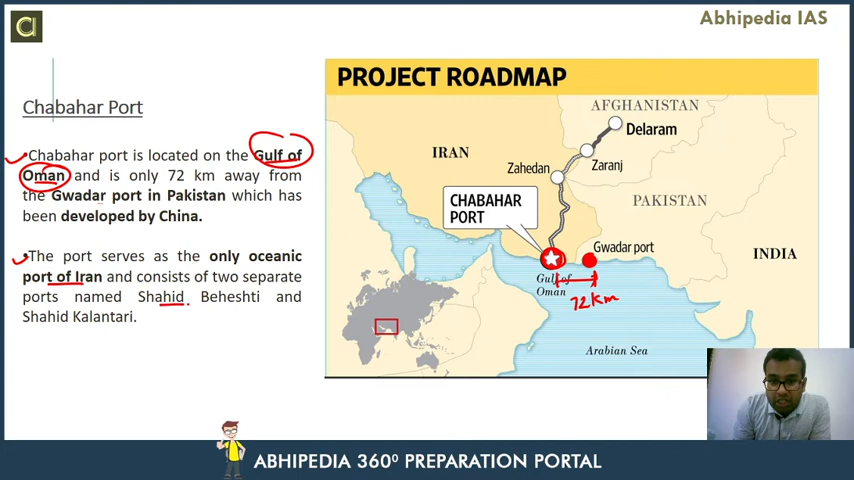 Abhipedia IAS
Chabahar Port
Chabahar port is located on the Gulf of
Oman and is only 72 km away from
the Gwadar port in Pakistan which has
been developed by China.
The port serves as the only oceanic
port of Iran and consists of two separate
ports named Shahid Beheshti and
Shahid Kalantari.
PROJECT ROADMAP
AFGHANISTAN
Delaram
IRAN
Zaranj
Zahedan
CHABAHAR
PORT
PAKISTAN
Gwadar port
INDIA
Gulf of
Oman
72 km
Arabian Sea
ABHIPEDIA 360⁰ PREPARATION PORTAL